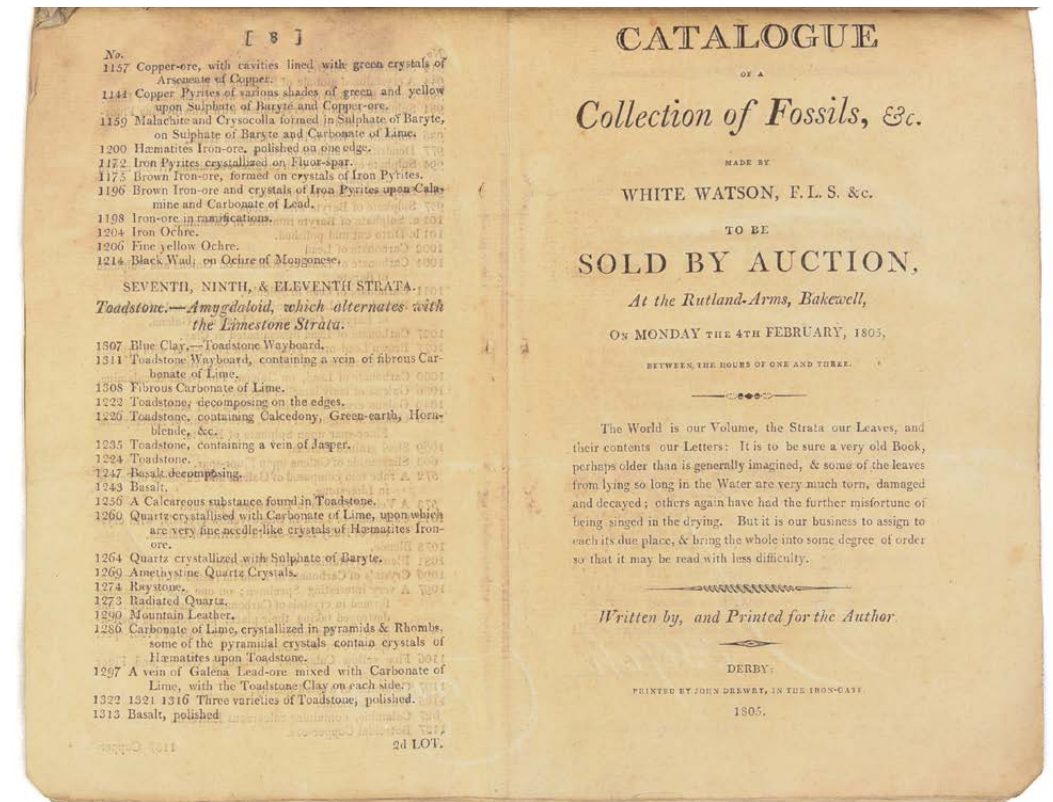 [ 8 ]
No.
1157 Copper-ore, with cavities lined with green crystals of
Arseneate of Copper.
1144 Copper Pyrites of various shades of green and yellow
upon Sulphate of Baryte and Copper-ore.
1159 Malachite and Crysocolla formed in Sulphate of Baryte,
on Sulphate of Baryte and Carbonate of Lime.
1200 Hæmatites Iron-ore, polished on one edge.
1172 Iron Pyrites crystallized on Fluor-spar.
1175 Brown Iron-ore, formed on crystals of Iron Pyrites.
1196 Brown Iron-ore and crystals of Iron Pyrites upon Cala-
mine and Carbonate of Lead.
1198 Iron-ore in ramifications.
1204 Iron Ochre.
1206 Fine yellow Ochre.
1214 Black Wad, on Ochre of Mongonese.
SEVENTH, NINTH, & ELEVENTH STRATA.
Toadstone.—Amygdaloid, which alternates with
the Limestone Strata.
1307 Blue Clay,—Toadstone Wayboard.
1311 Toadstone Wayboard, containing a vein of fibrous Car-
bonate of Lime.
1308 Fibrous Carbonate of Lime.
1222 Toadstone, decomposing on the edges.
1226 Toadstone, containing Calcedony, Green-earth, Horn-
blende, &c.
1235 Toadstone, containing a vein of Jasper.
1224 Toadstone.
1247 Basalt decomposing.
1243 Basalt.
1256 A Calcareous substance found in Toadstone.
1260 Quartz crystallised with Carbonate of Lime, upon which
are very fine needle-like crystals of Hæmatites Iron-
ore.
1264 Quartz crystallized with Sulphate of Baryte.
1269 Amethystine Quartz Crystals.
1274 Raystone.
1273 Radiated Quartz.
1290 Mountain Leather.
1286 Carbonate of Lime, crystallized in pyramids & Rhombs,
some of the pyramidal crystals contain crystals of
Hæmatites upon Toadstone.
1297 A vein of Galena Lead-ore mixed with Carbonate of
Lime, with the Toadstone Clay on each side.
1322 1321 1316 Three varieties of Toadstone, polished.
1313 Basalt, polished
2d LOT.
CATALOGUE
OF A
Collection of Fossils, &c.
MADE BY
WHITE WATSON, F. L. S. &c.
TO BE
SOLD BY AUCTION,
At the Rutland-Arms, Bakewell,
ON MONDAY THE 4TH FEBRUARY, 1805,
BETWEEN THE HOURS OF ONE AND THREE.
The World is our Volume, the Strata our Leaves, and
their contents our Letters: It is to be sure a very old Book,
perhaps older than is generally imagined, & some of the leaves
from lying so long in the Water are very much torn, damaged
and decayed; others again have had the further misfortune of
being singed in the drying. But it is our business to assign to
each its due place, & bring the whole into some degree of order
so that it may be read with less difficulty.
Written by, and Printed for the Author
DERBY:
PRINTED BY JOHN DREWRY, IN THE IRON-GATE.
1805.